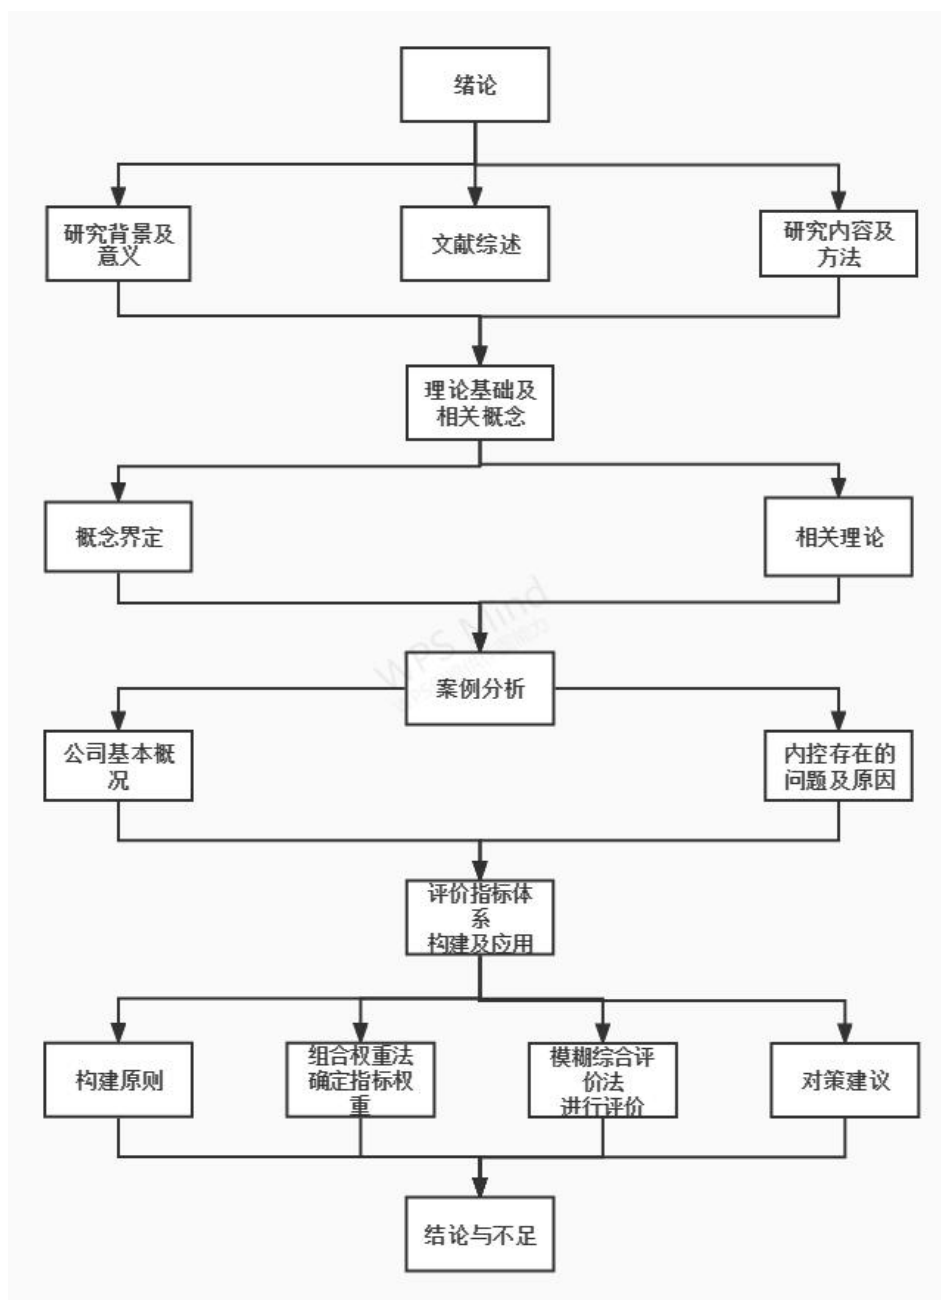 绪论
研究背景及
意义
文献综述
研究内容及
方法
理论基础及
相关概念
概念界定
相关理论
WPS Mind
案例分析
公司基本概
况
内控存在的
问题及原因
评价指标体
系
构建及应用
构建原则
组合权重法
确定指标权
重
模糊综合评
价法
进行评价
对策建议
结论与不足